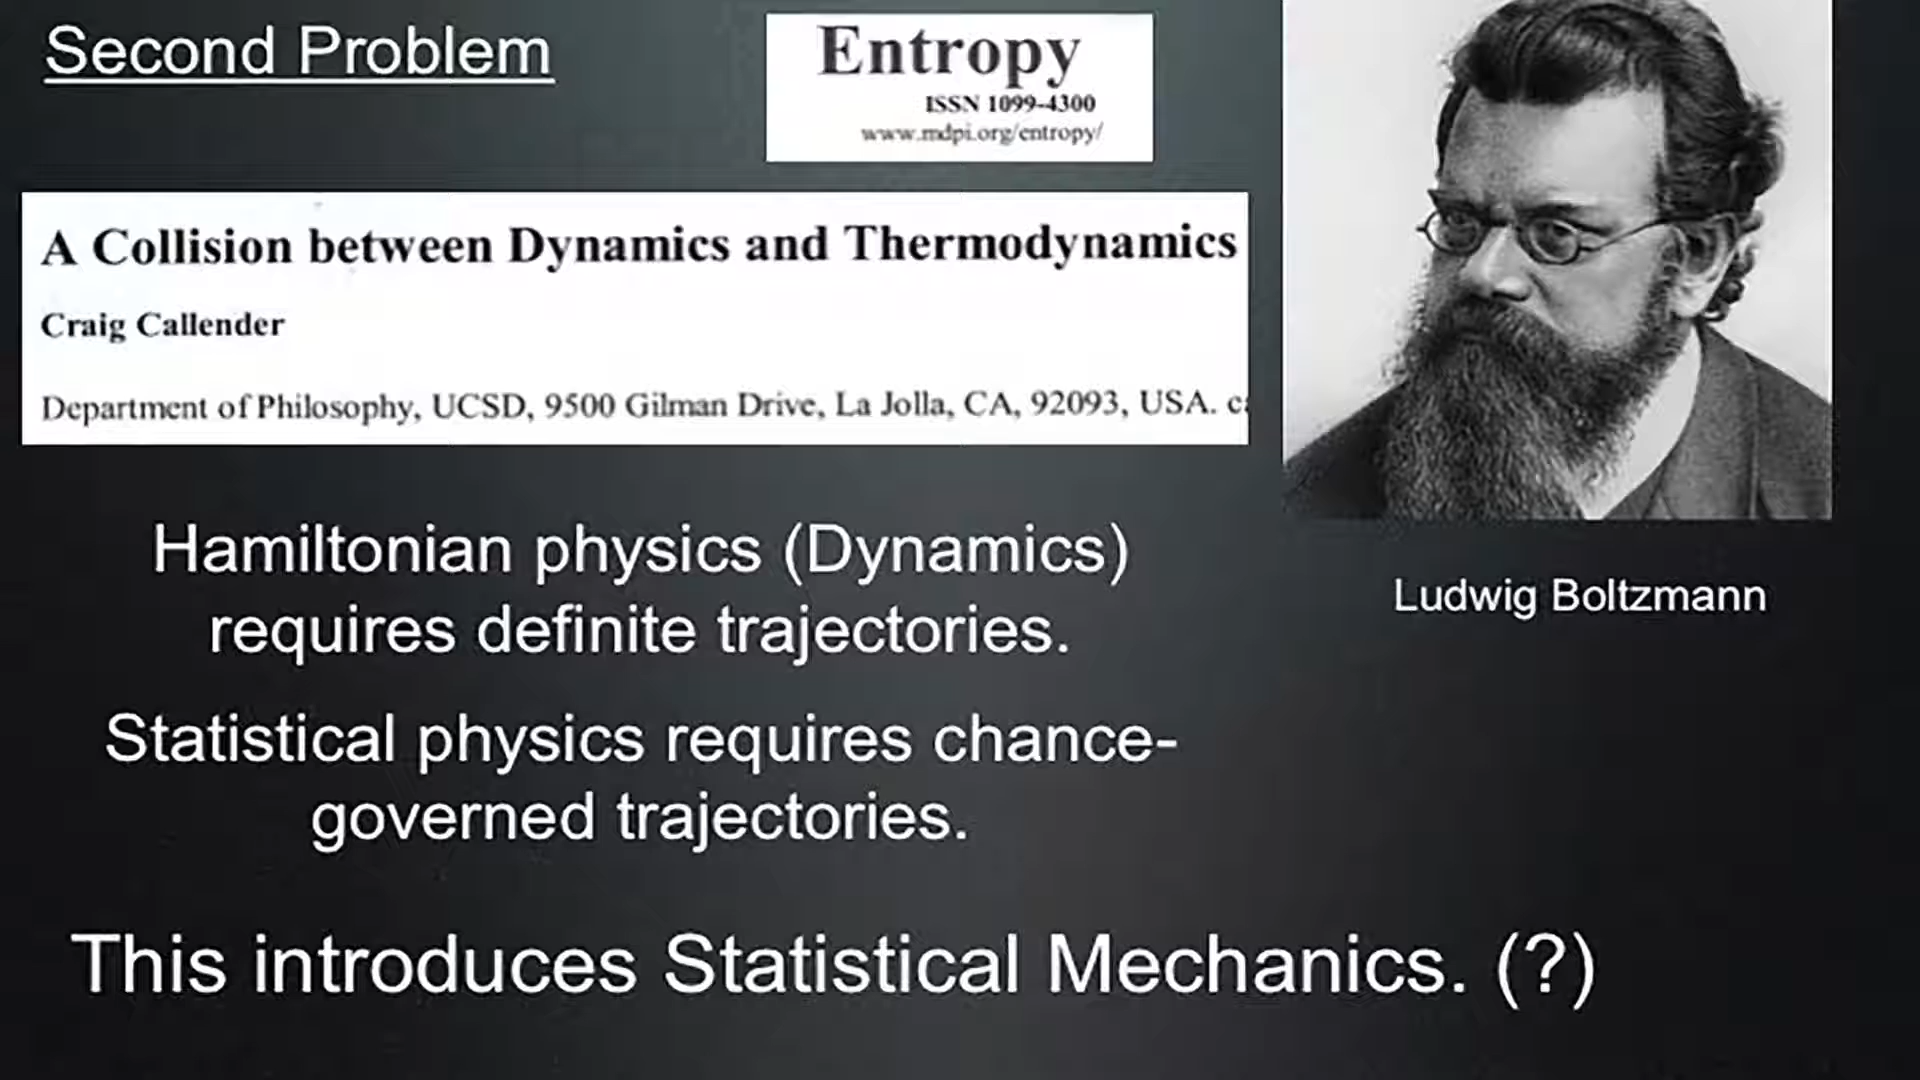 Second Problem
Entropy
ISSN 1099-4300
www.mdpi.org/entropy/
A Collision between Dynamics and Thermodynamics
Craig Callender
Department of Philosophy, UCSD, 9500 Gilman Drive, La Jolla, CA, 92093, USA.
Hamiltonian physics (Dynamics)
requires definite trajectories.
Ludwig Boltzmann
Statistical physics requires chance-
governed trajectories.
This introduces Statistical Mechanics. (?)